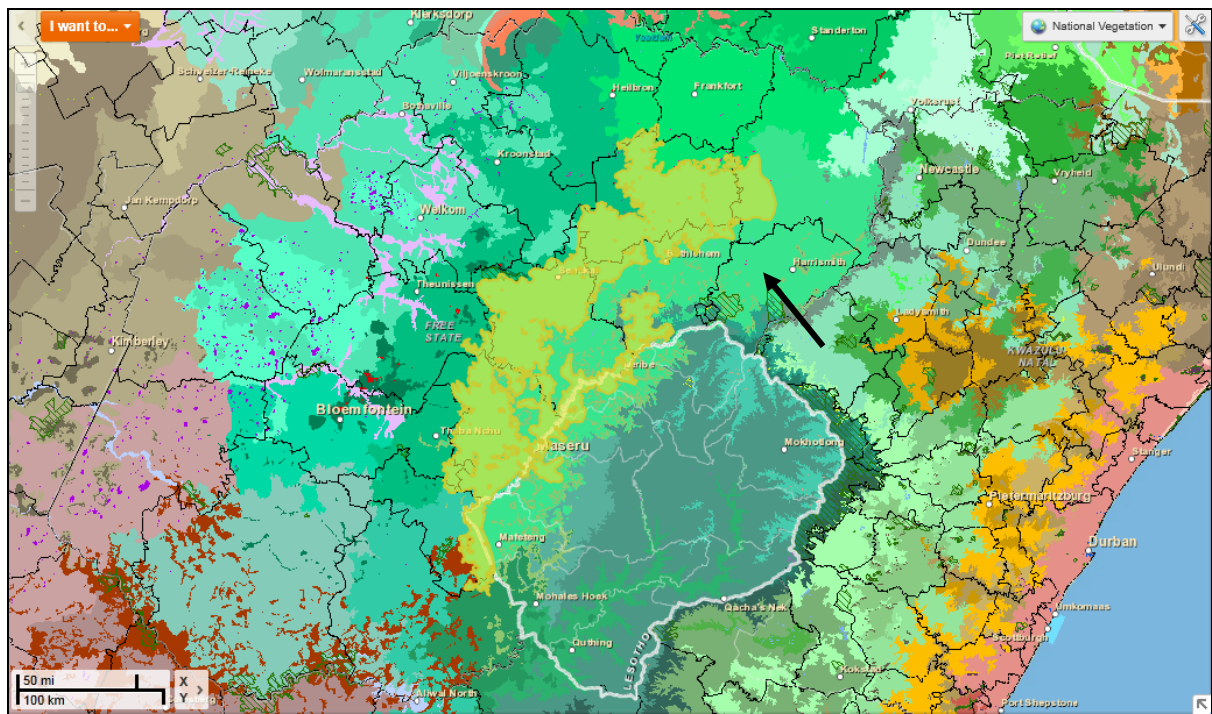 I want to...
National Vegetation
Klerksdorp
Standerton
Piet Retief
Schweizer-Reineke
Wolmaransstad
Viljoenskroon
Heilbron
Frankfort
Volksrust
Bothaville
Kroonstad
Newcastle
Vryheid
Jan Kempdorp
Welkom
Dundee
Bethlehem
Harrismith
Ulundi
Senekal
Theunissen
FREE
STATE
Ladysmith
Kimberley
KWAZULU
NATAL
Bloemfontein
Thaba Nchu
Maseru
Mokhotlong
Stanger
Pietermaritzburg
Durban
Mafeteng
Mohales Hoek
Qacha's Nek
Umkomaas
Scottburgh
Quthing
LESOTHO
Kokstad
50 mi
100 km
X
Y
Aliwal North
Port Shepstone